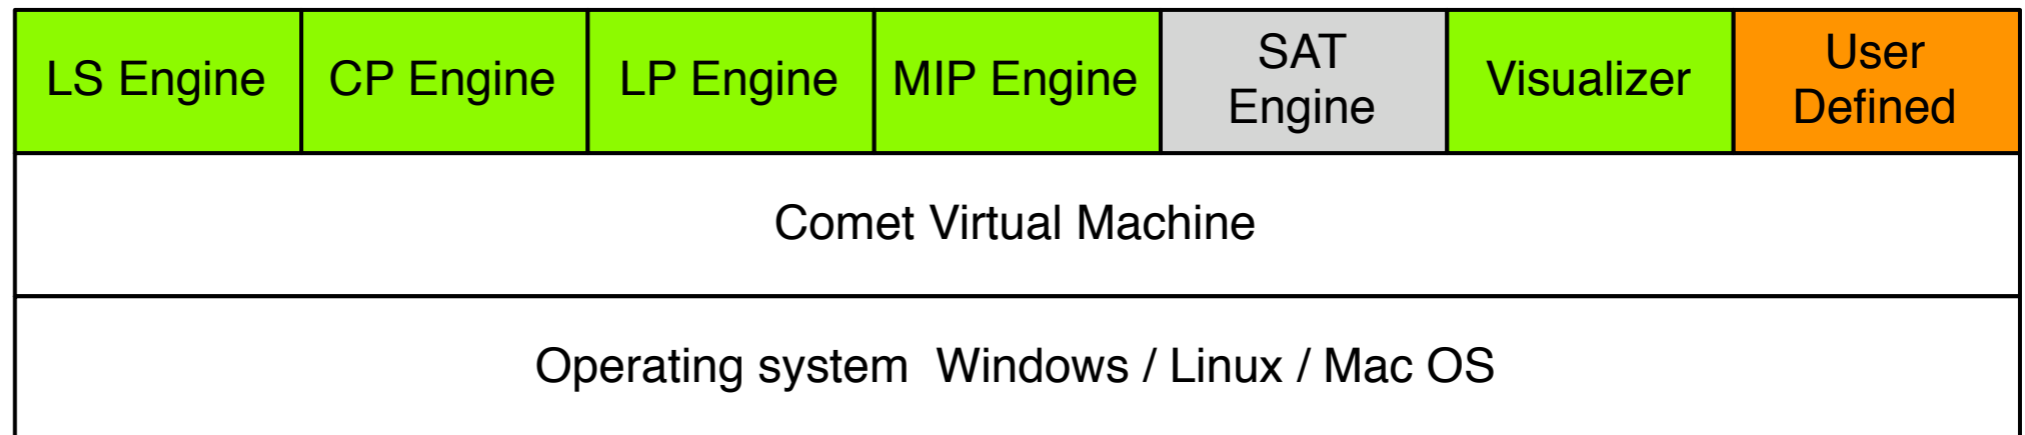 LS Engine
CP Engine
LP Engine
MIP Engine
SAT
Engine
Visualizer
User
Defined
Comet Virtual Machine
Operating system  Windows / Linux / Mac OS